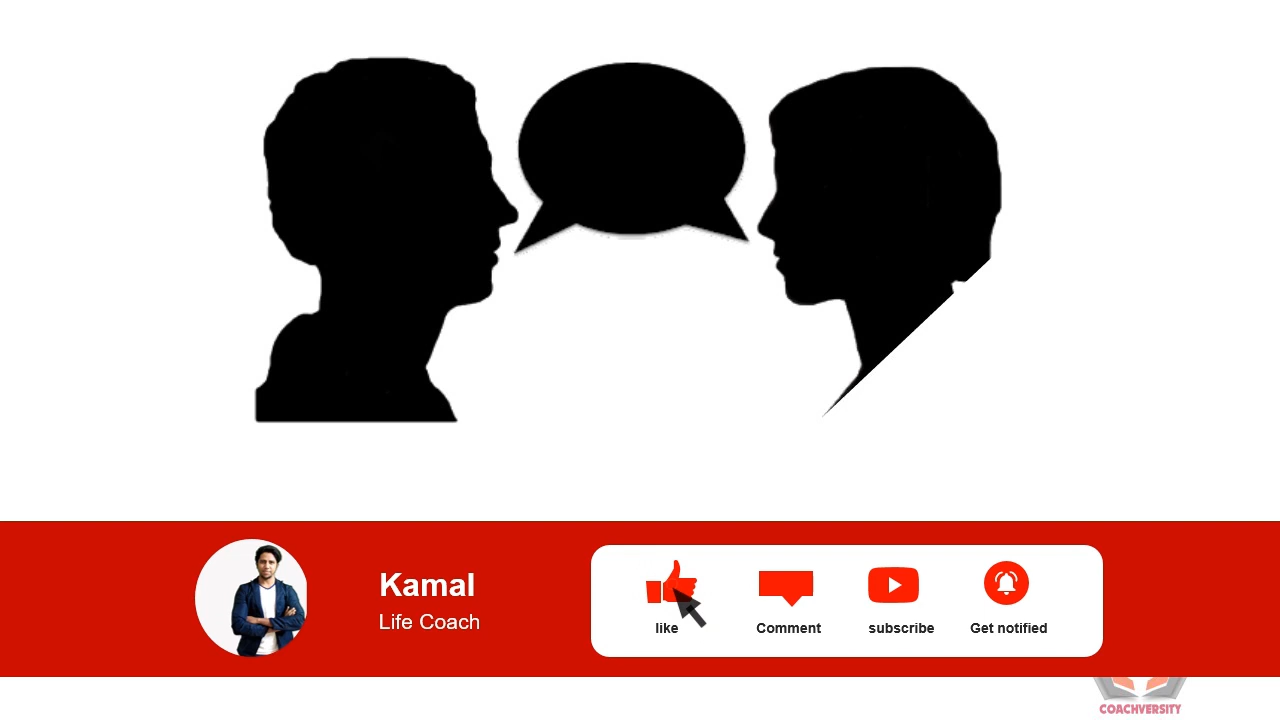 Kamal
Life Coach
like
Comment
subscribe
Get notified
COACHVERSITY